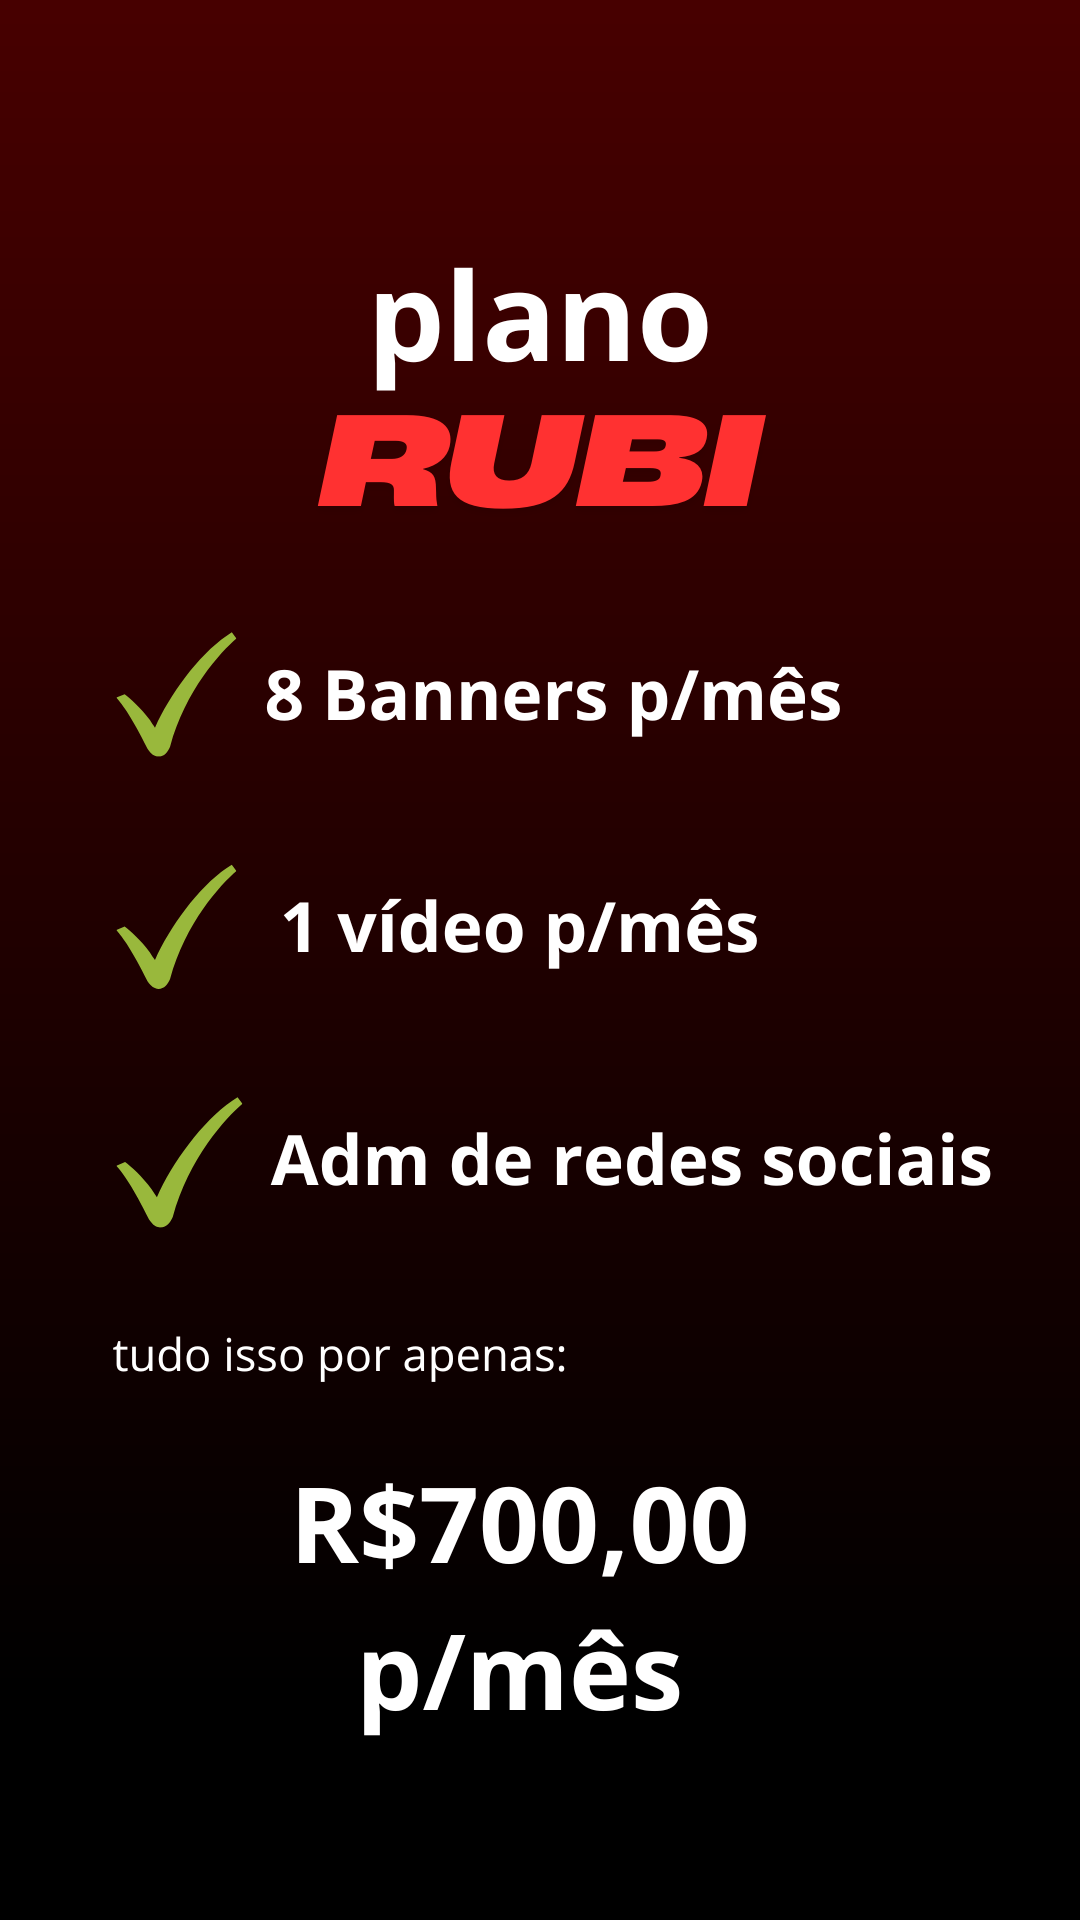 plano
RUBI
8 Banners p/mês
1 vídeo p/mês
Adm de redes sociais
tudo isso por apenas:
R$700,00
p/mês